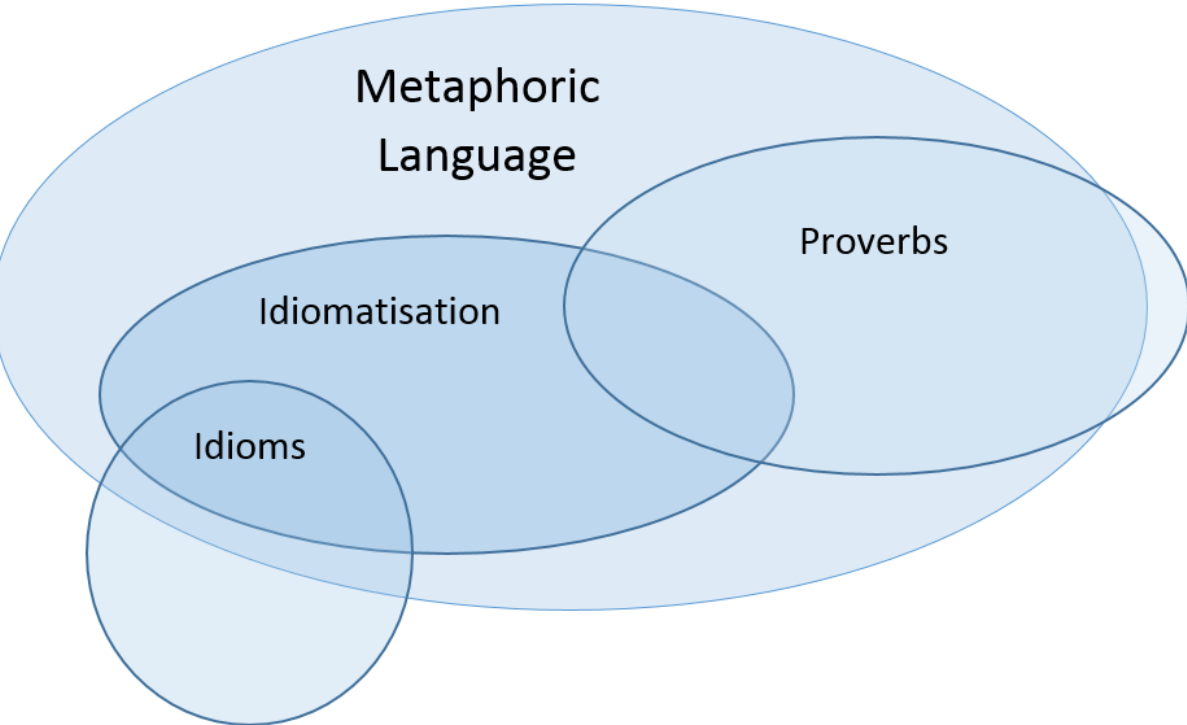 Metaphoric
Language
Proverbs
Idiomatisation
Idioms